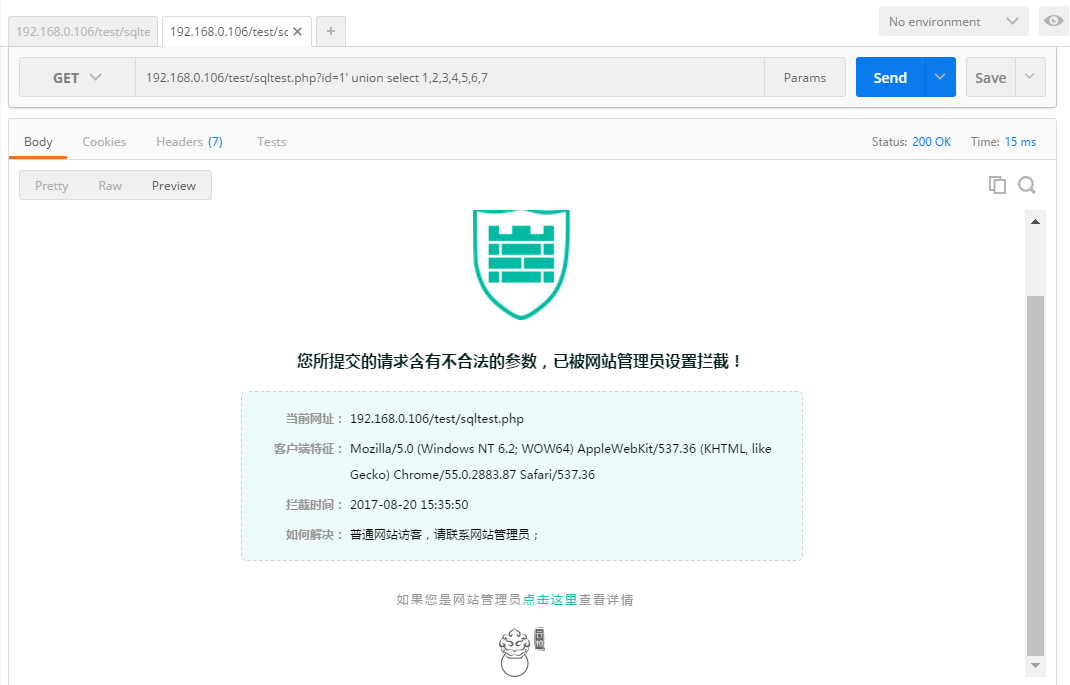 No environment
192.168.0.106/test/sqlte
192.168.0.106/test/sc
GET
192.168.0.106/test/sqltest.php?id=1' union select 1,2,3,4,5,6,7
Params
Send
Save
Body
Cookies
Headers (7)
Tests
Status: 200 OK
Time: 15 ms
Pretty
Raw
Preview
您所提交的请求含有不合法的参数，已被网站管理员设置拦截！
当前网址： 192.168.0.106/test/sqltest.php
客户端特征： Mozilla/5.0 (Windows NT 6.2; WOW64) AppleWebKit/537.36 (KHTML, like
Gecko) Chrome/55.0.2883.87 Safari/537.36
拦截时间： 2017-08-20 15:35:50
如何解决： 普通网站访客，请联系网站管理员；
如果您是网站管理员点击这里查看详情